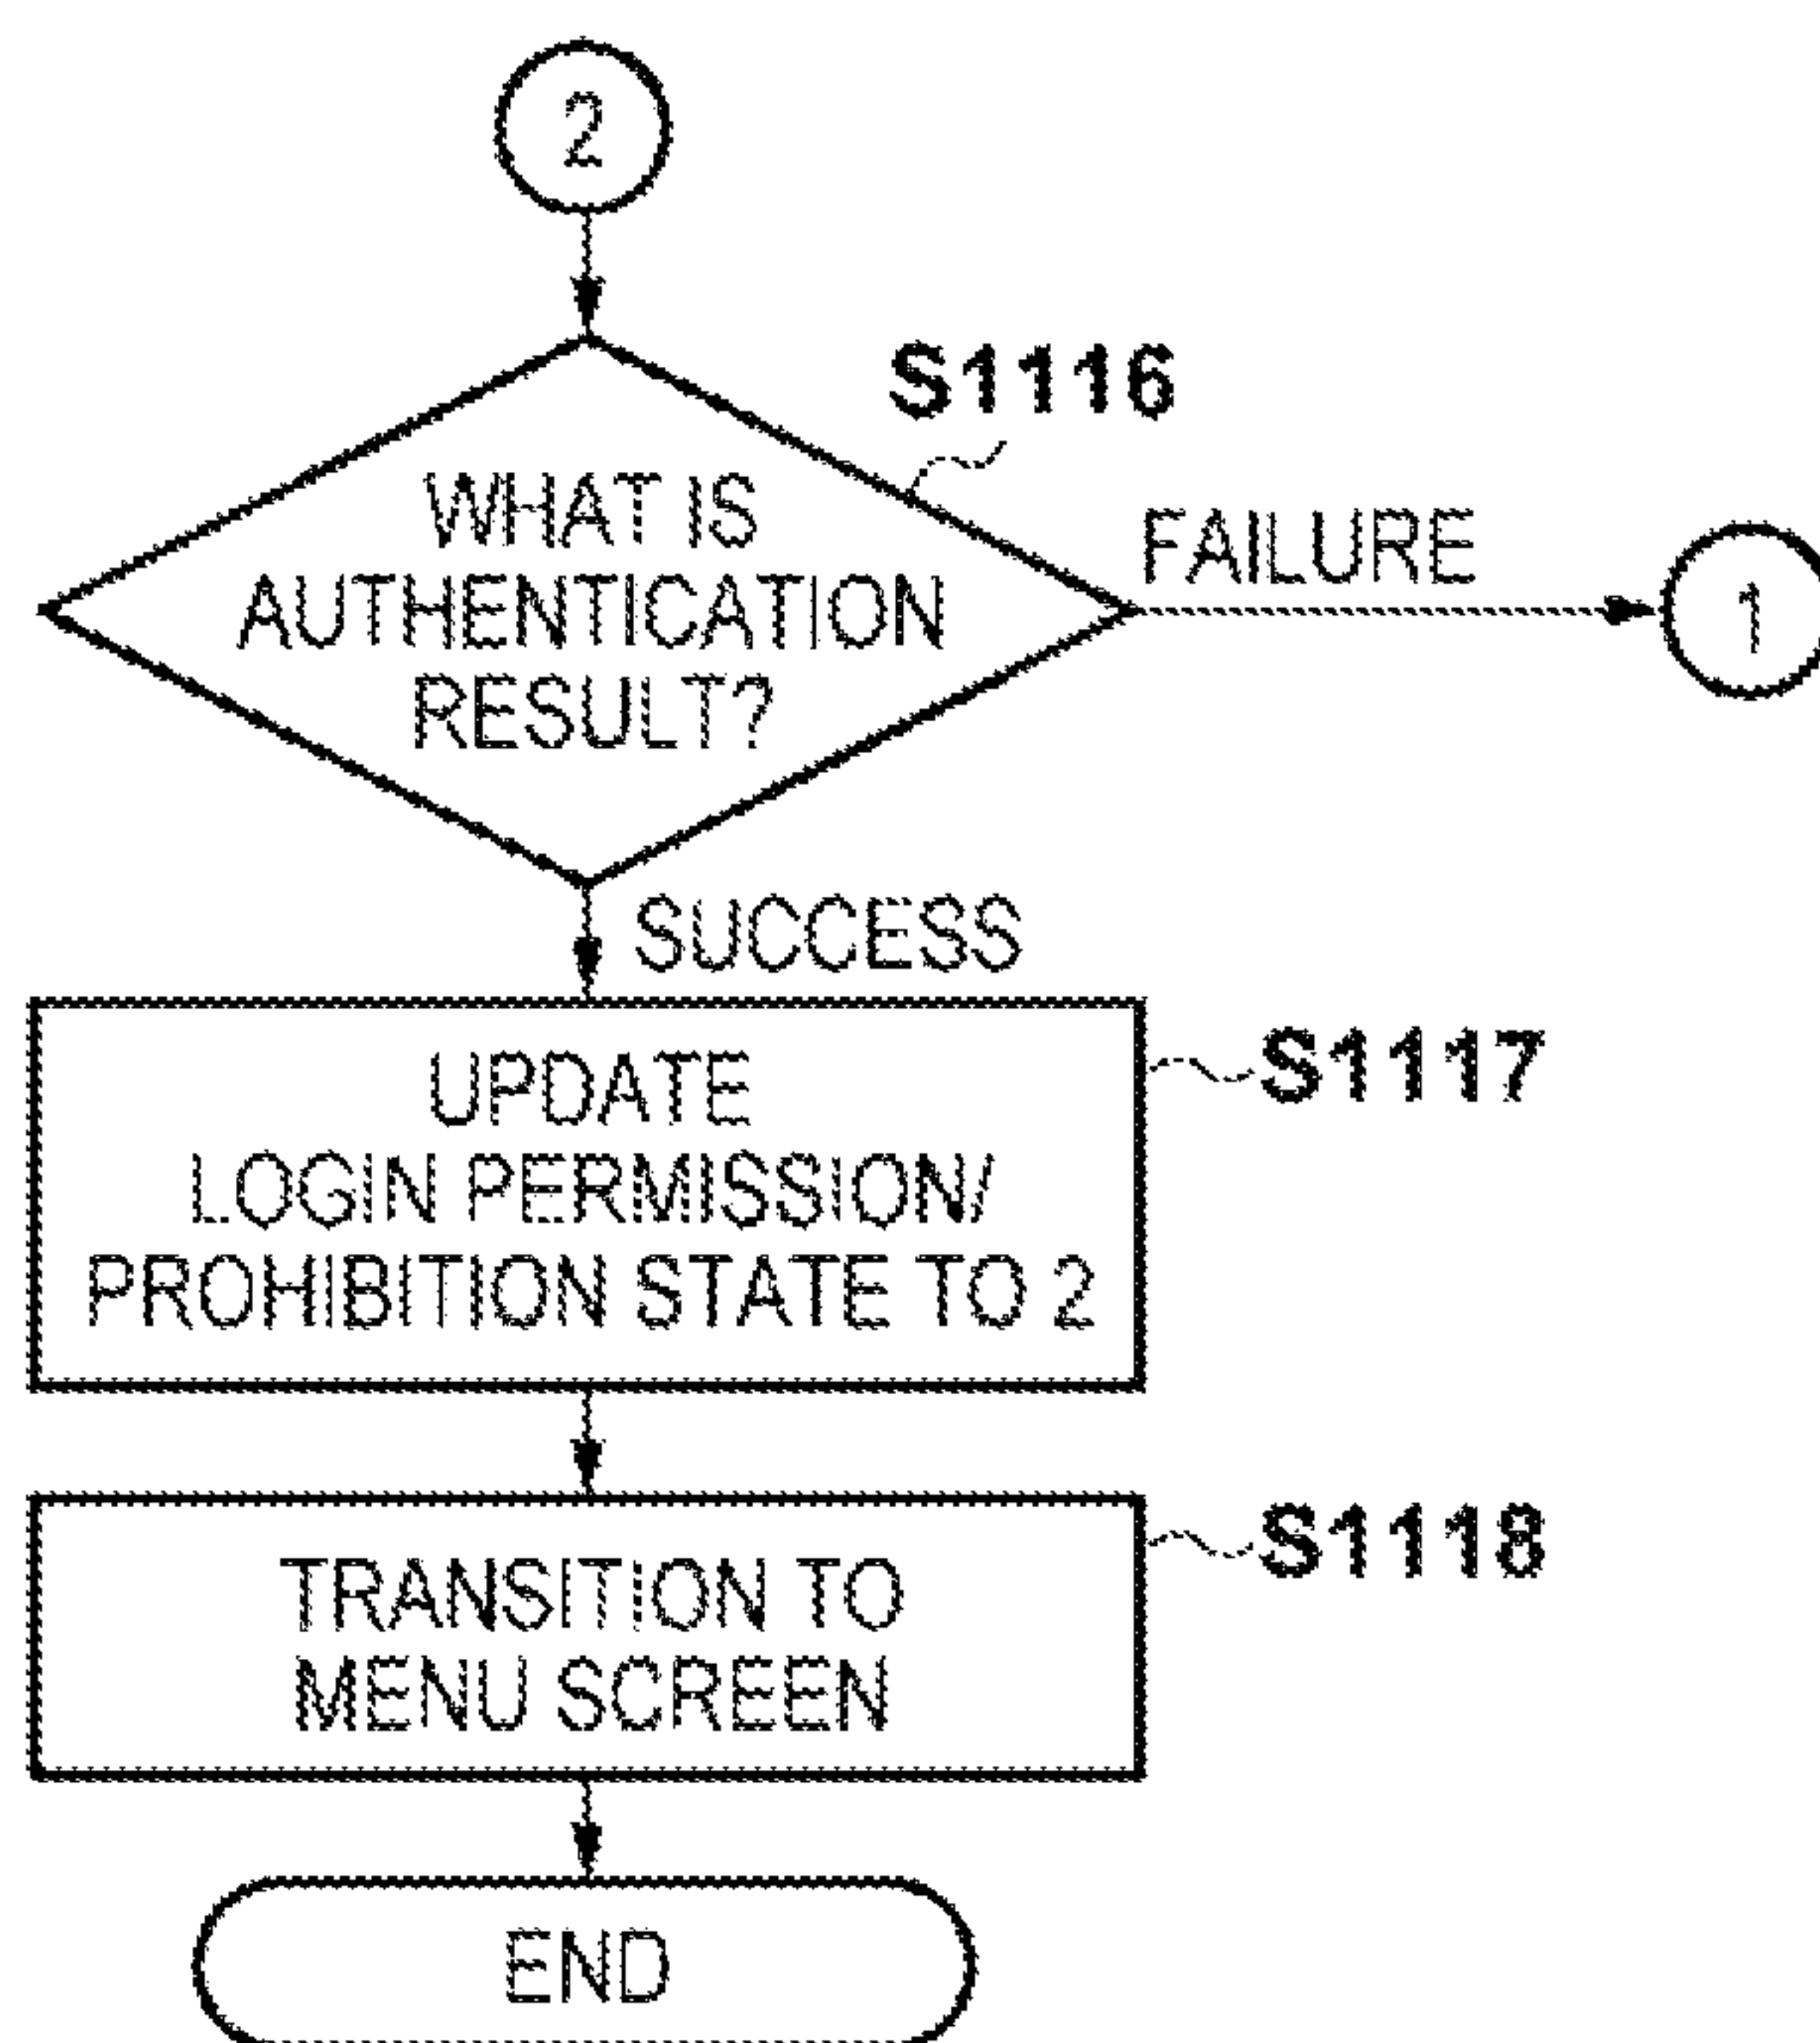 2
S1116
WHAT IS
AUTHENTICATION
RESULT?
FAILURE
1
SUCCESS
UPDATE
LOGIN PERMISSION/
PROHIBITION STATE TO 2
S1117
TRANSITION TO
MENU SCREEN
S1118
END